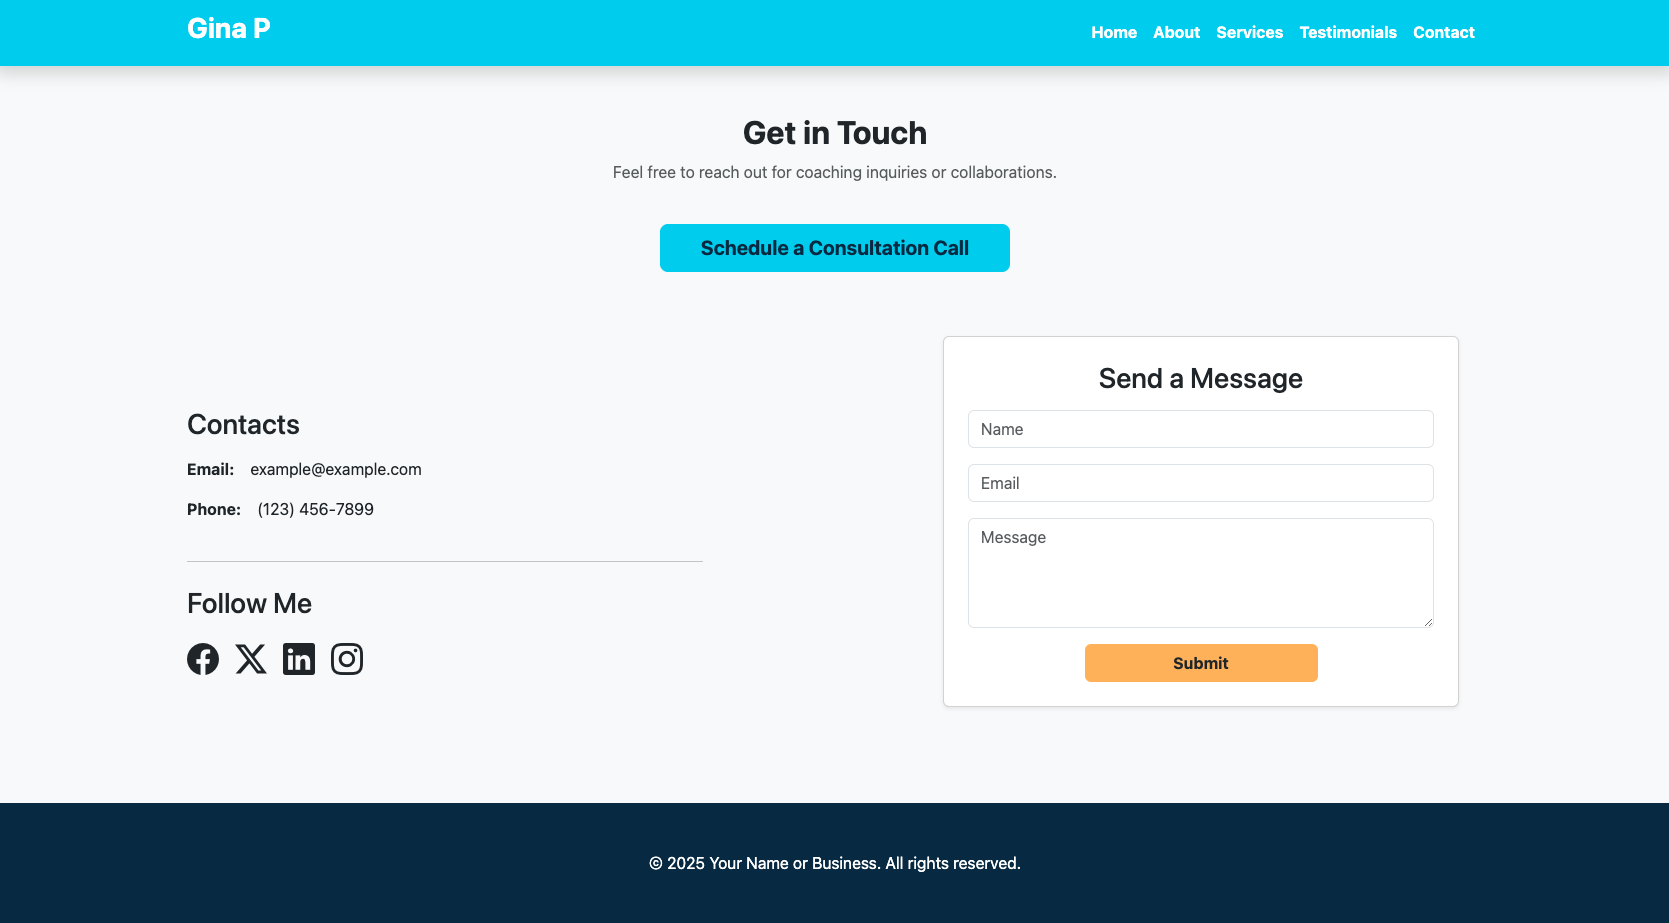 Gina P
Home About Services Testimonials Contact
Get in Touch
Feel free to reach out for coaching inquiries or collaborations.
Schedule a Consultation Call
Contacts
Email: example@example.com
Phone: (123) 456-7899
Follow Me
Send a Message
Name
Email
Message
Submit
© 2025 Your Name or Business. All rights reserved.